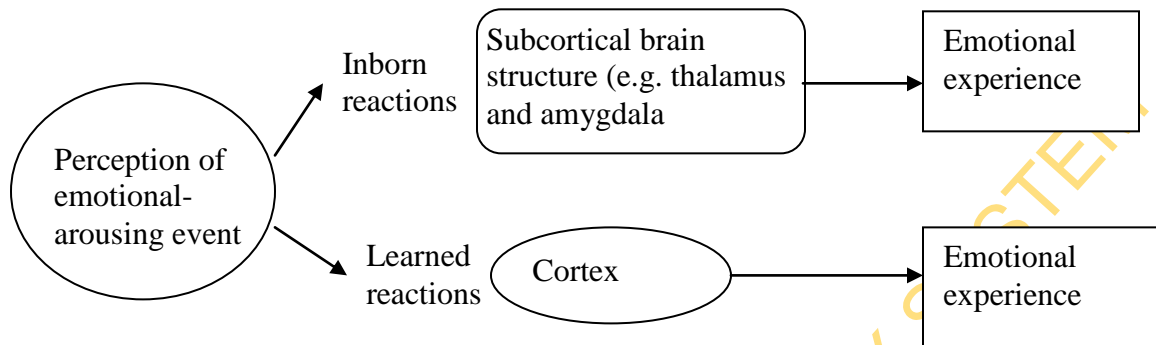 Perception of
emotional-
arousing event
Inborn
reactions
Subcortical brain
structure (e.g. thalamus
and amygdala
Emotional
experience
Learned
reactions
Cortex
Emotional
experience